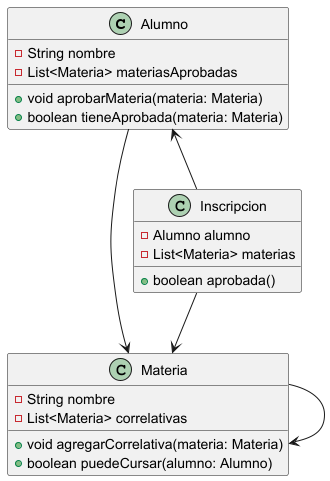 C Alumno
String nombre
List<Materia> materiasAprobadas
void aprobarMateria(materia: Materia)
boolean tieneAprobada(materia: Materia)
C Inscripcion
Alumno alumno
List<Materia> materias
boolean aprobada()
C Materia
String nombre
List<Materia> correlativas
void agregarCorrelativa(materia: Materia)
boolean puedeCursar(alumno: Alumno)